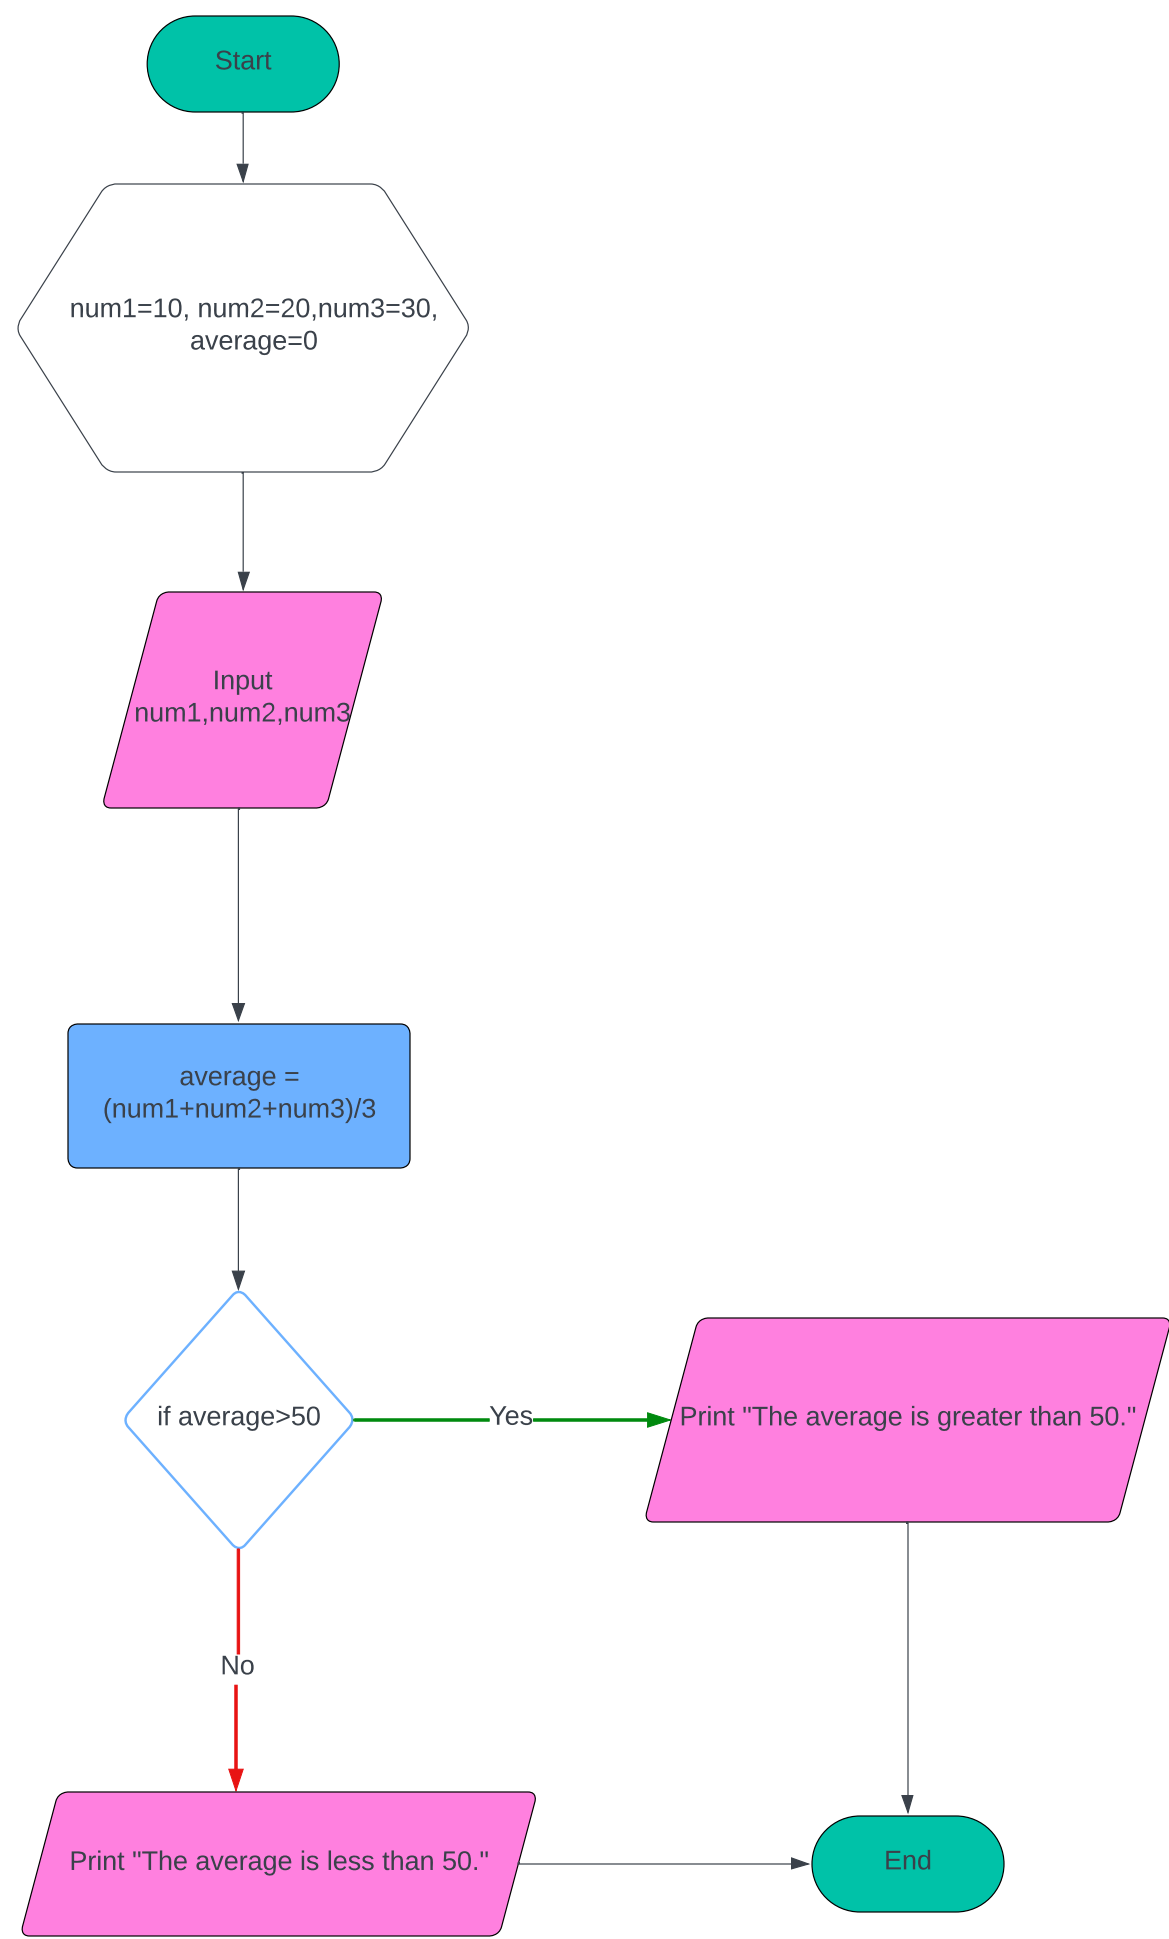 Start
num1=10, num2=20,num3=30,
average=0
Input
num1,num2,num3
average =
(num1+num2+num3)/3
if average>50
Yes
Print "The average is greater than 50."
No
Print "The average is less than 50."
End